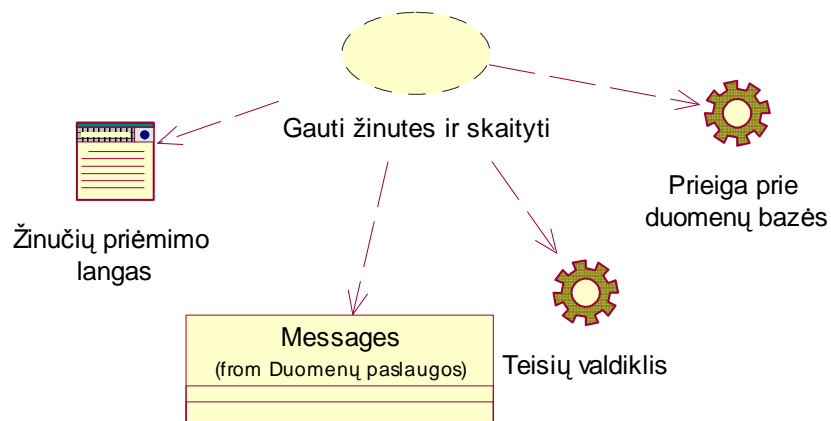 Gauti žinutes ir skaityti
Prieiga prie
duomenų bazės
Žinučių priėmimo
langas
Messages
(from Duomenų paslaugos)
Teisių valdiklis